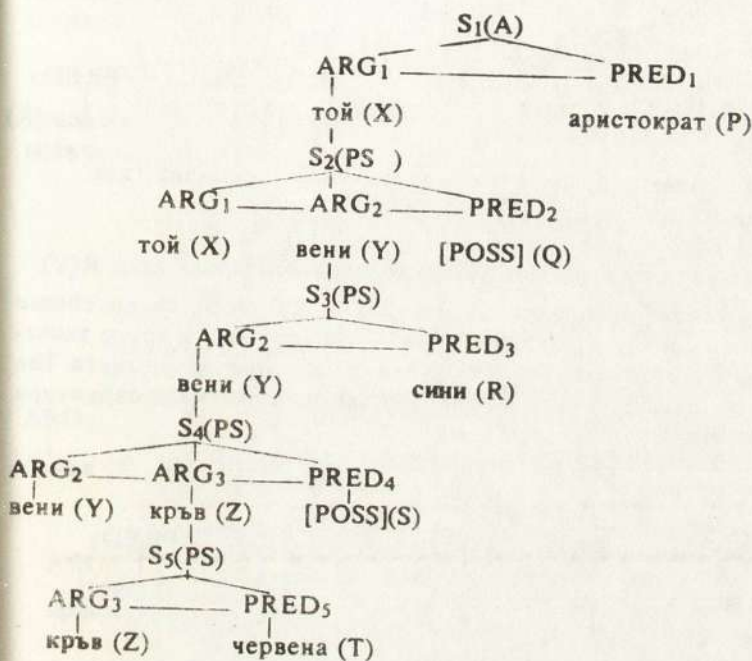 S₁(A)
ARG₁ PRED₁
той (X) аристократ (P)
S₂(PS )
ARG₁ ARG₂ PRED₂
той (X) вени (Y) [POSS] (Q)
S₃(PS)
ARG₂ PRED₃
вени (Y) сини (R)
S₄(PS)
ARG₂ ARG₃ PRED₄
вени (Y) кръв (Z) [POSS](S)
S₅(PS)
ARG₃ PRED₅
кръв (Z) червена (T)